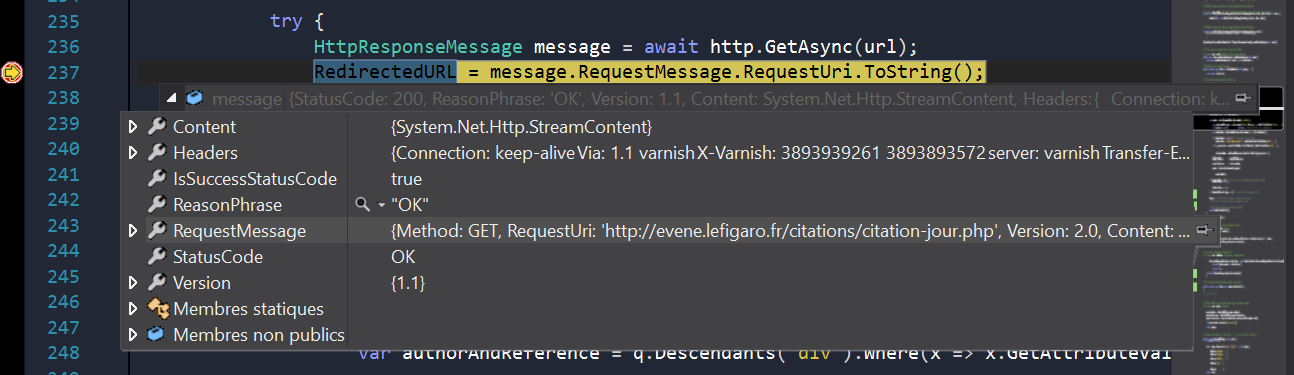 235 try {
236 HttpResponseMessage message = await http.GetAsync(url);
237 RedirectedURL = message.RequestMessage.RequestUri.ToString();
238 message {StatusCode: 200, ReasonPhrase: 'OK', Version: 1.1, Content: System.Net.Http.StreamContent, Headers:{ Connection: k...
239 Content {System.Net.Http.StreamContent}
240 Headers {Connection: keep-alive Via: 1.1 varnish X-Varnish: 3893939261 3893893572 server: varnish Transfer-E...
241 IsSuccessStatusCode true
242 ReasonPhrase "OK"
243 RequestMessage {Method: GET, RequestUri: 'http://evene.lefigaro.fr/citations/citation-jour.php', Version: 2.0, Content: ...
244 StatusCode OK
245 Version {1.1}
246 Membres statiques
247 Membres non publics
248 var authorAndReference = q.Descendants("div").Where(x => x.GetAttributeVal